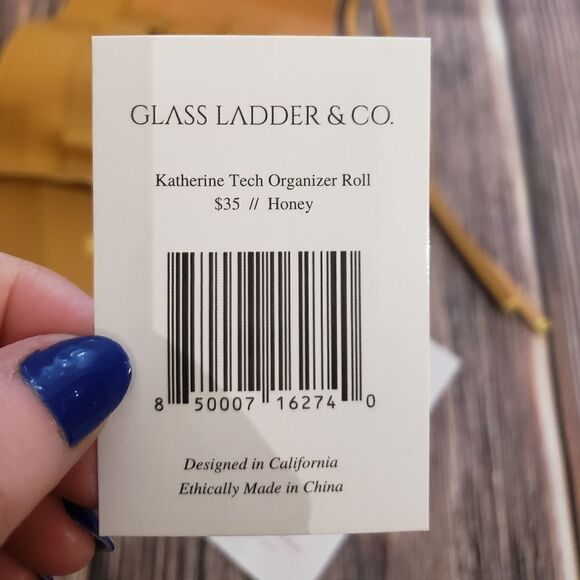 GLASS LADDER & CO.
Katherine Tech Organizer Roll
$35 // Honey
8 50007 16274 0
Designed in California
Ethically Made in China